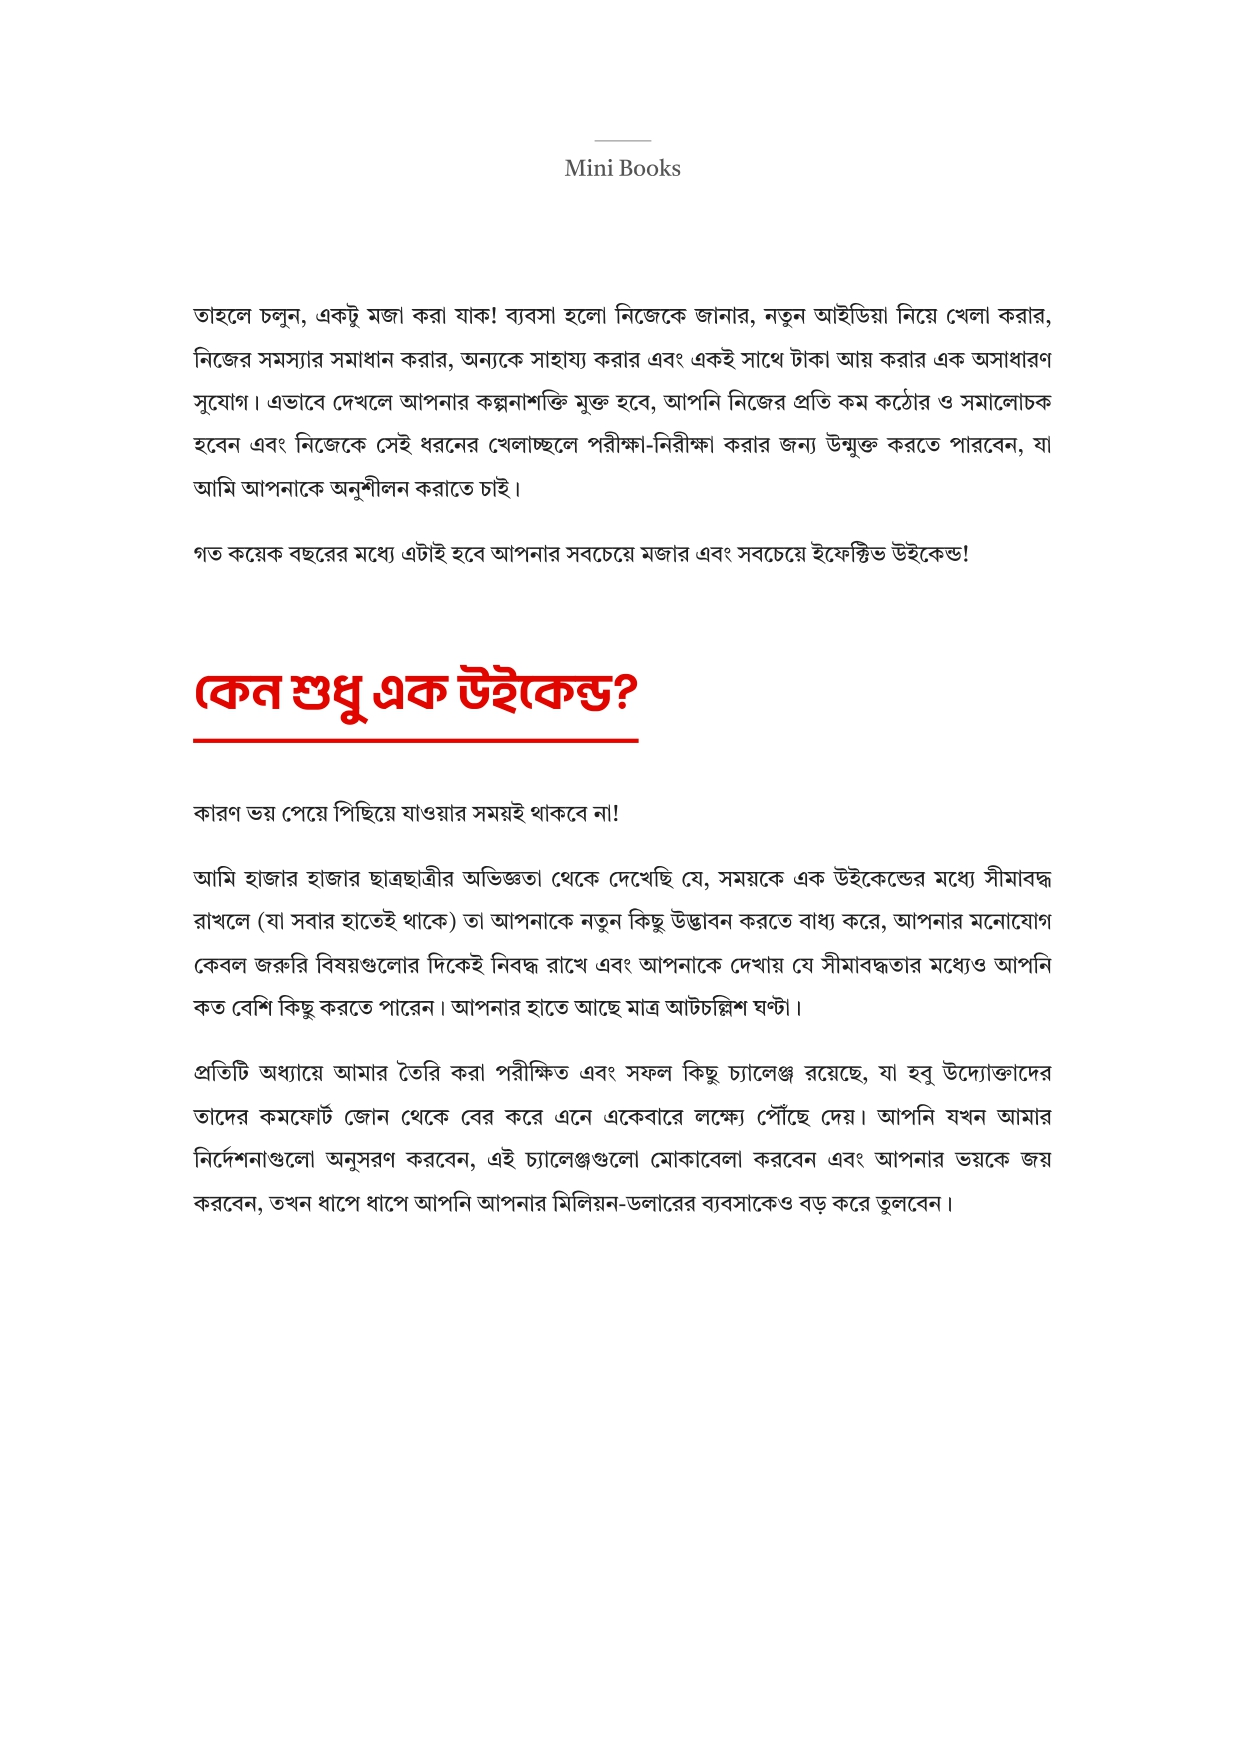 Mini Books
তাহলে চলুন, একটু মজা করা যাক! ব্যবসা হলো নিজেকে জানার, নতুন আইডিয়া নিয়ে খেলা করার,
নিজের সমস্যার সমাধান করার, অন্যকে সাহায্য করার এবং একই সাথে টাকা আয় করার এক অসাধারণ
সুযোগ। এভাবে দেখলে আপনার কল্পনাশক্তি মুক্ত হবে, আপনি নিজের প্রতি কম কঠোর ও সমালোচক
হবেন এবং নিজেকে সেই ধরনের খেলাচ্ছলে পরীক্ষা-নিরীক্ষা করার জন্য উন্মুক্ত করতে পারবেন, যা
আমি আপনাকে অনুশীলন করাতে চাই।
গত কয়েক বছরের মধ্যে এটাই হবে আপনার সবচেয়ে মজার এবং সবচেয়ে ইফেক্টিভ উইকেন্ড!
কেন শুধু এক উইকেন্ড?
কারণ ভয় পেয়ে পিছিয়ে যাওয়ার সময়ই থাকবে না!
আমি হাজার হাজার ছাত্রছাত্রীর অভিজ্ঞতা থেকে দেখেছি যে, সময়কে এক উইকেন্ডের মধ্যে সীমাবদ্ধ
রাখলে (যা সবার হাতেই থাকে) তা আপনাকে নতুন কিছু উদ্ভাবন করতে বাধ্য করে, আপনার মনোযোগ
কেবল জরুরি বিষয়গুলোর দিকেই নিবদ্ধ রাখে এবং আপনাকে দেখায় যে সীমাবদ্ধতার মধ্যেও আপনি
কত বেশি কিছু করতে পারেন। আপনার হাতে আছে মাত্র আটচল্লিশ ঘণ্টা।
প্রতিটি অধ্যায়ে আমার তৈরি করা পরীক্ষিত এবং সফল কিছু চ্যালেঞ্জ রয়েছে, যা হবু উদ্যোক্তাদের
তাদের কমফোর্ট জোন থেকে বের করে এনে একেবারে লক্ষ্যে পৌঁছে দেয়। আপনি যখন আমার
নির্দেশনাগুলো অনুসরণ করবেন, এই চ্যালেঞ্জগুলো মোকাবেলা করবেন এবং আপনার ভয়কে জয়
করবেন, তখন ধাপে ধাপে আপনি আপনার মিলিয়ন-ডলারের ব্যবসাকেও বড় করে তুলবেন।